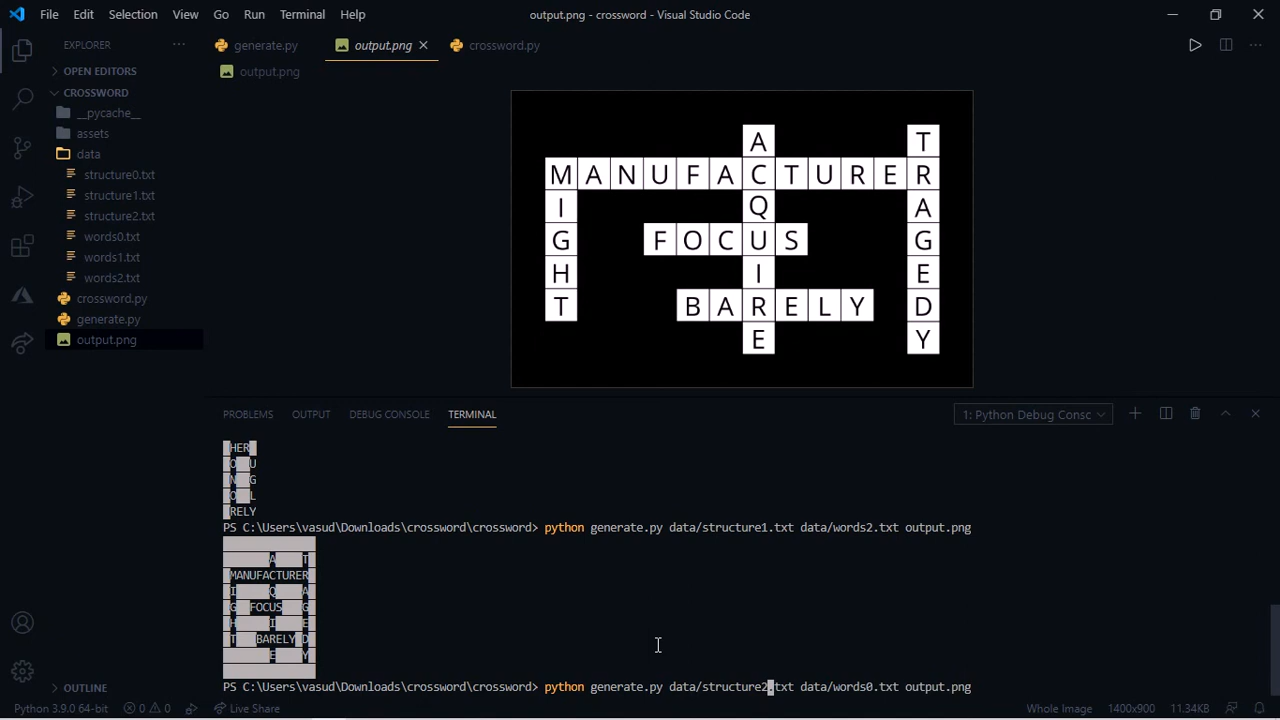 File Edit Selection View Go Run Terminal Help
output.png - crossword - Visual Studio Code
EXPLORER
generate.py
output.png
crossword.py
OPEN EDITORS
output.png
CROSSWORD
__pycache__
assets
data
structure0.txt
structure1.txt
structure2.txt
words0.txt
words1.txt
words2.txt
crossword.py
generate.py
output.png
A T
MANUFACTURER
I Q A
G FOCUS G
H I E
T BARELY D
E Y
PROBLEMS OUTPUT DEBUG CONSOLE TERMINAL
1: Python Debug Consc
HER
O U
N G
O L
RELY
PS C:\Users\vasud\Downloads\crossword\crossword> python generate.py data/structure1.txt data/words2.txt output.png
A T
MANUFACTURER
I Q A
G FOCUS G
H I E
T BARELY D
E Y
PS C:\Users\vasud\Downloads\crossword\crossword> python generate.py data/structure2.txt data/words0.txt output.png
OUTLINE
Python 3.9.0 64-bit 0 0 Live Share
Whole Image 1400x900 11.34KB